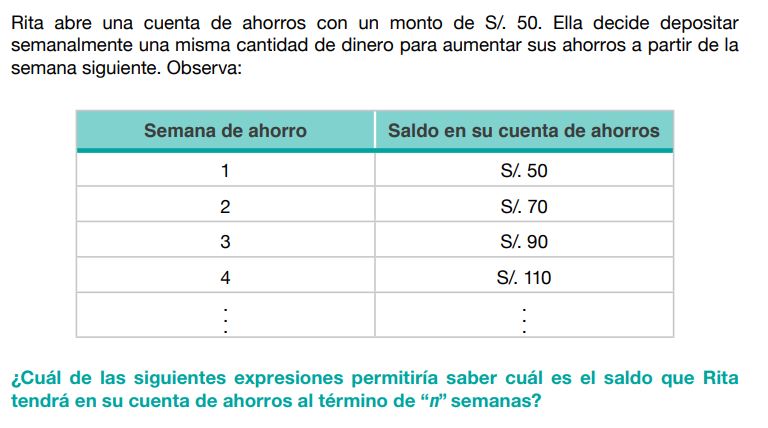 Rita abre una cuenta de ahorros con un monto de S/. 50. Ella decide depositar
semanalmente una misma cantidad de dinero para aumentar sus ahorros a partir de la
semana siguiente. Observa:
Semana de ahorro Saldo en su cuenta de ahorros
1 S/. 50
2 S/. 70
3 S/. 90
4 S/. 110
⋮ ⋮
¿Cuál de las siguientes expresiones permitiría saber cuál es el saldo que Rita
tendrá en su cuenta de ahorros al término de “n” semanas?